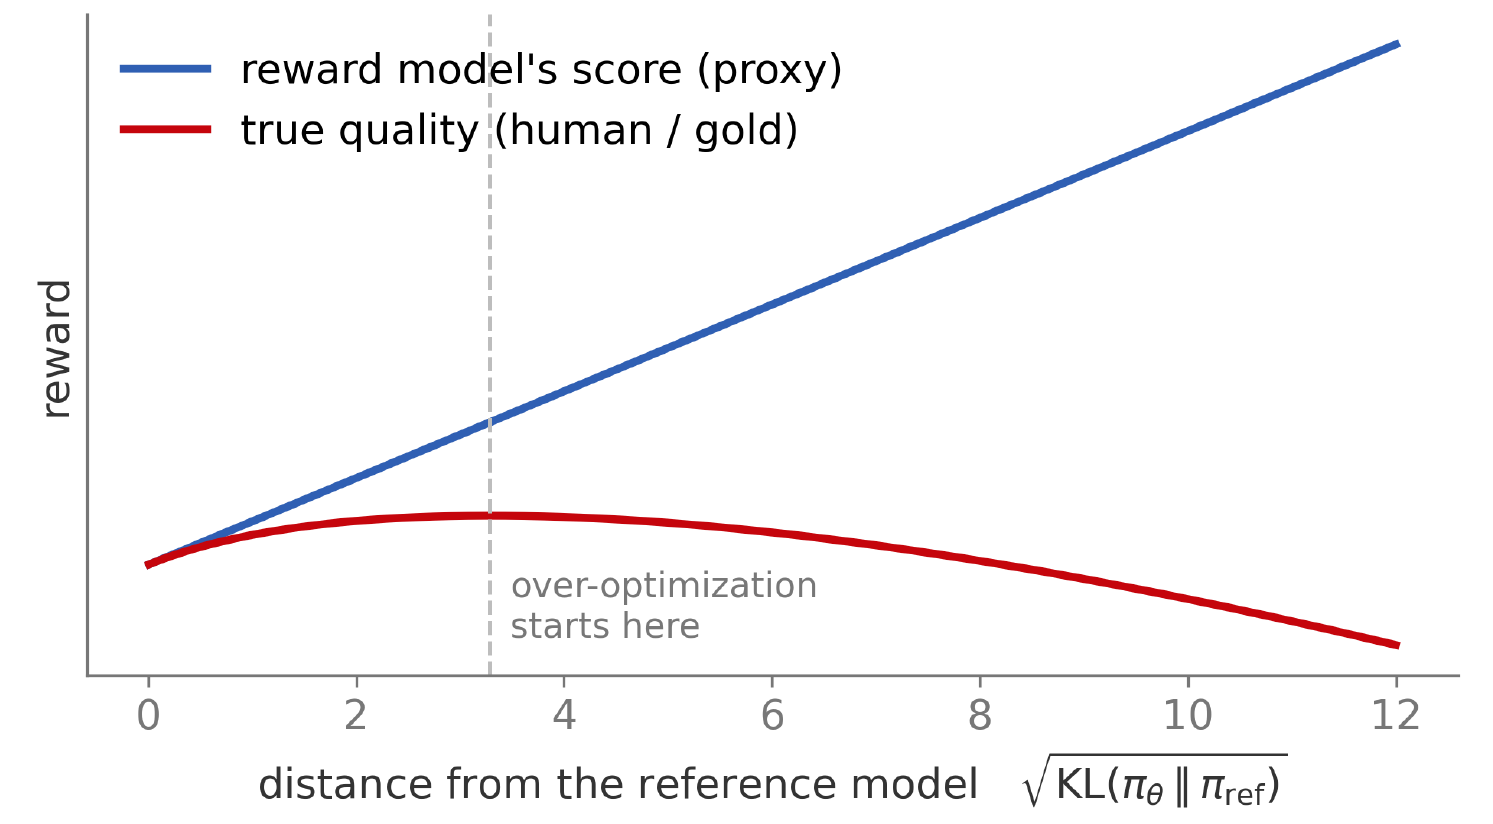 reward model's score (proxy)
true quality (human / gold)
reward
over-optimization
starts here
0 2 4 6 8 10 12
distance from the reference model √KL(πθ ∥ πref)